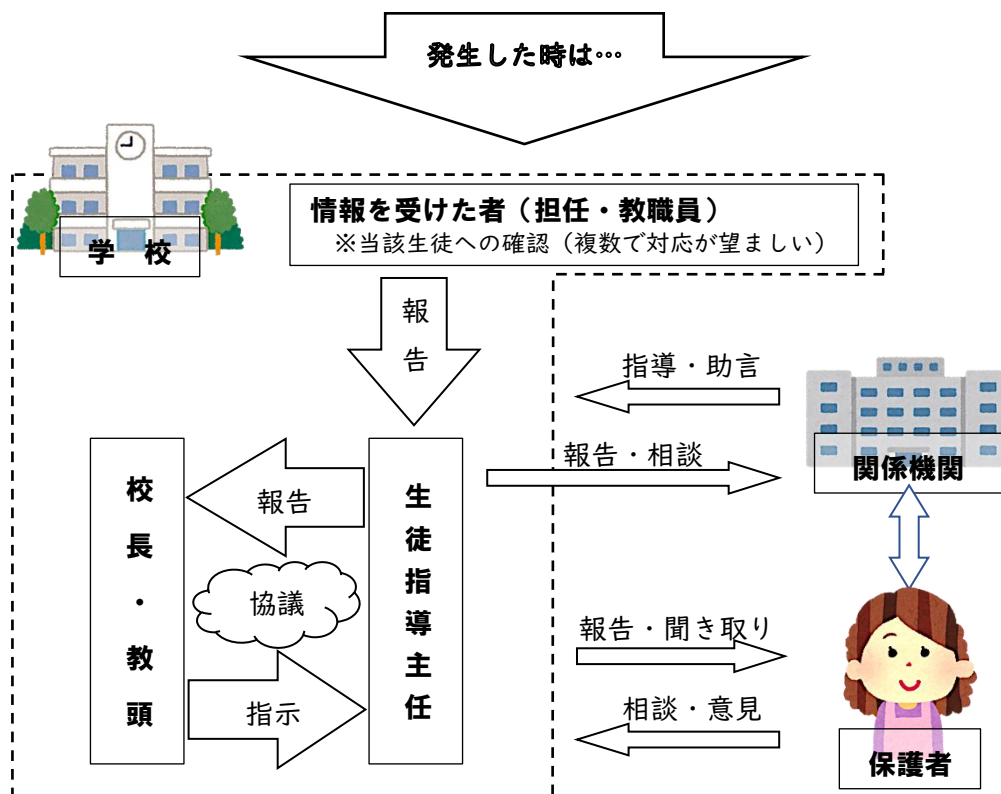 発生した時は…
学 校
情報を受けた者（担任・教職員）
※当該生徒への確認（複数で対応が望ましい）
報告
指導・助言
報告・相談
関係機関
校長・教頭
報告
協議
指示
生徒指導主任
報告・聞き取り
相談・意見
保護者